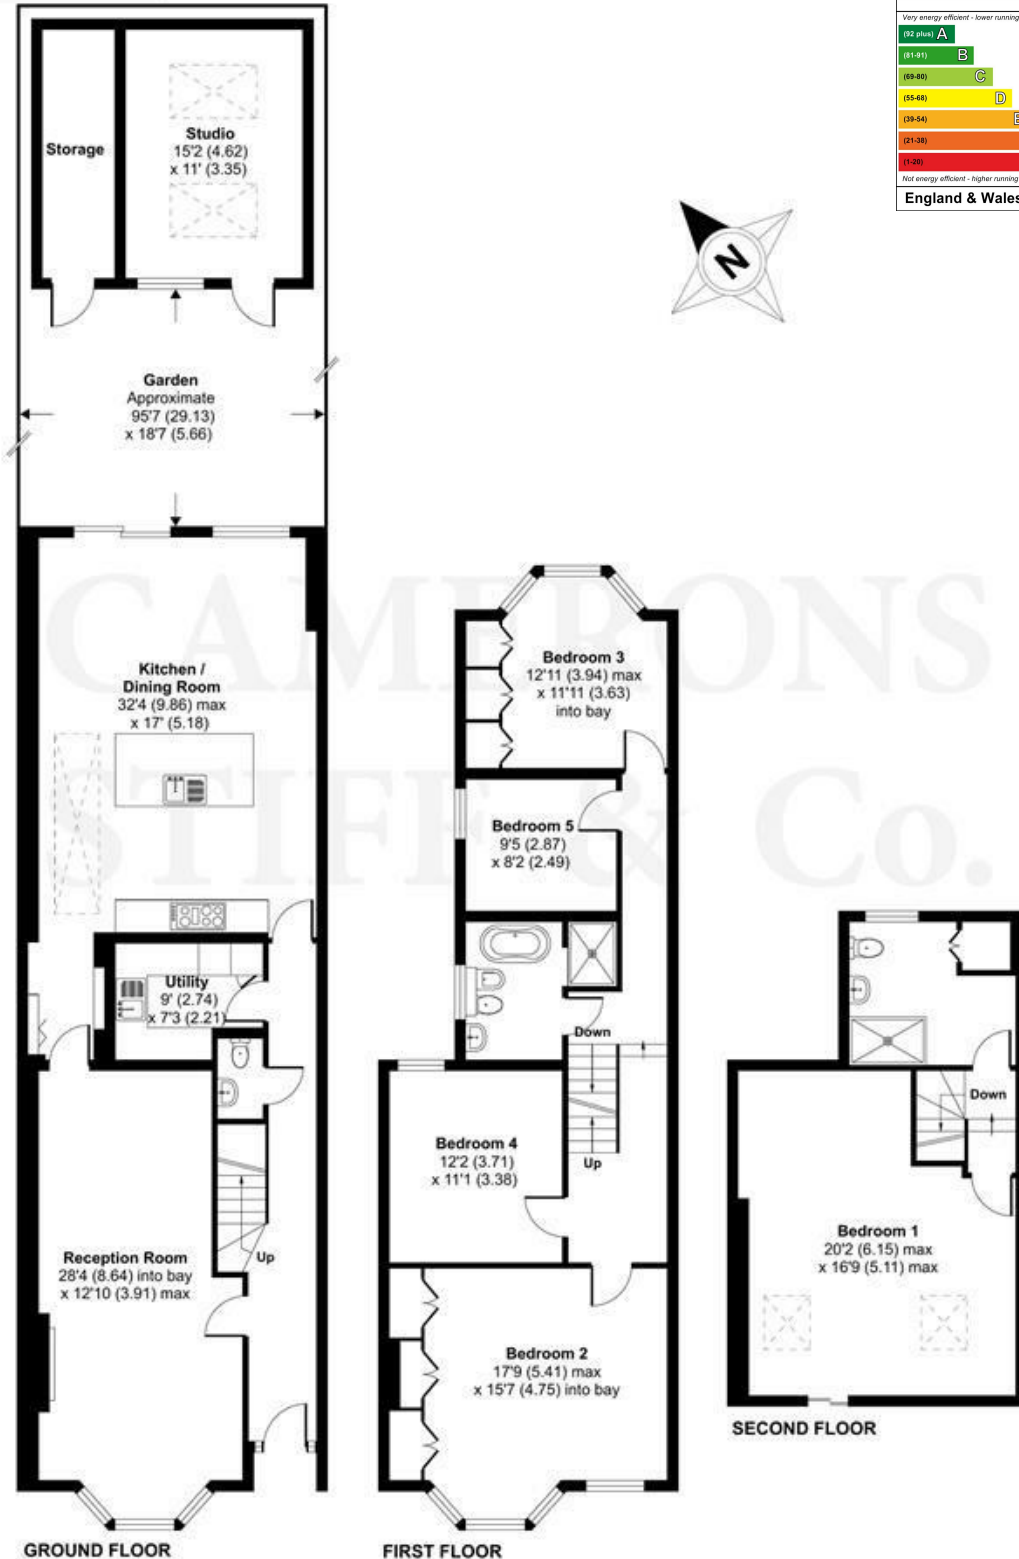 Very energy efficient - lower running
(92 plus) A
(81-91) B
(69-80) C
(55-68) D
(39-54) E
(21-38)
(1-20)
Not energy efficient - higher running
England & Wales
Storage
Studio
15'2 (4.62)
x 11' (3.35)
N
Garden
Approximate
95'7 (29.13)
x 18'7 (5.66)
CAMERONS
STIFF & Co.
Kitchen /
Dining Room
32'4 (9.86) max
x 17' (5.18)
Utility
9' (2.74)
x 7'3 (2.21)
Reception Room
28'4 (8.64) into bay
x 12'10 (3.91) max
Up
GROUND FLOOR
Bedroom 3
12'11 (3.94) max
x 11'11 (3.63)
into bay
Bedroom 5
9'5 (2.87)
x 8'2 (2.49)
Down
Up
Bedroom 4
12'2 (3.71)
x 11'1 (3.38)
Bedroom 2
17'9 (5.41) max
x 15'7 (4.75) into bay
FIRST FLOOR
Down
Bedroom 1
20'2 (6.15) max
x 16'9 (5.11) max
SECOND FLOOR